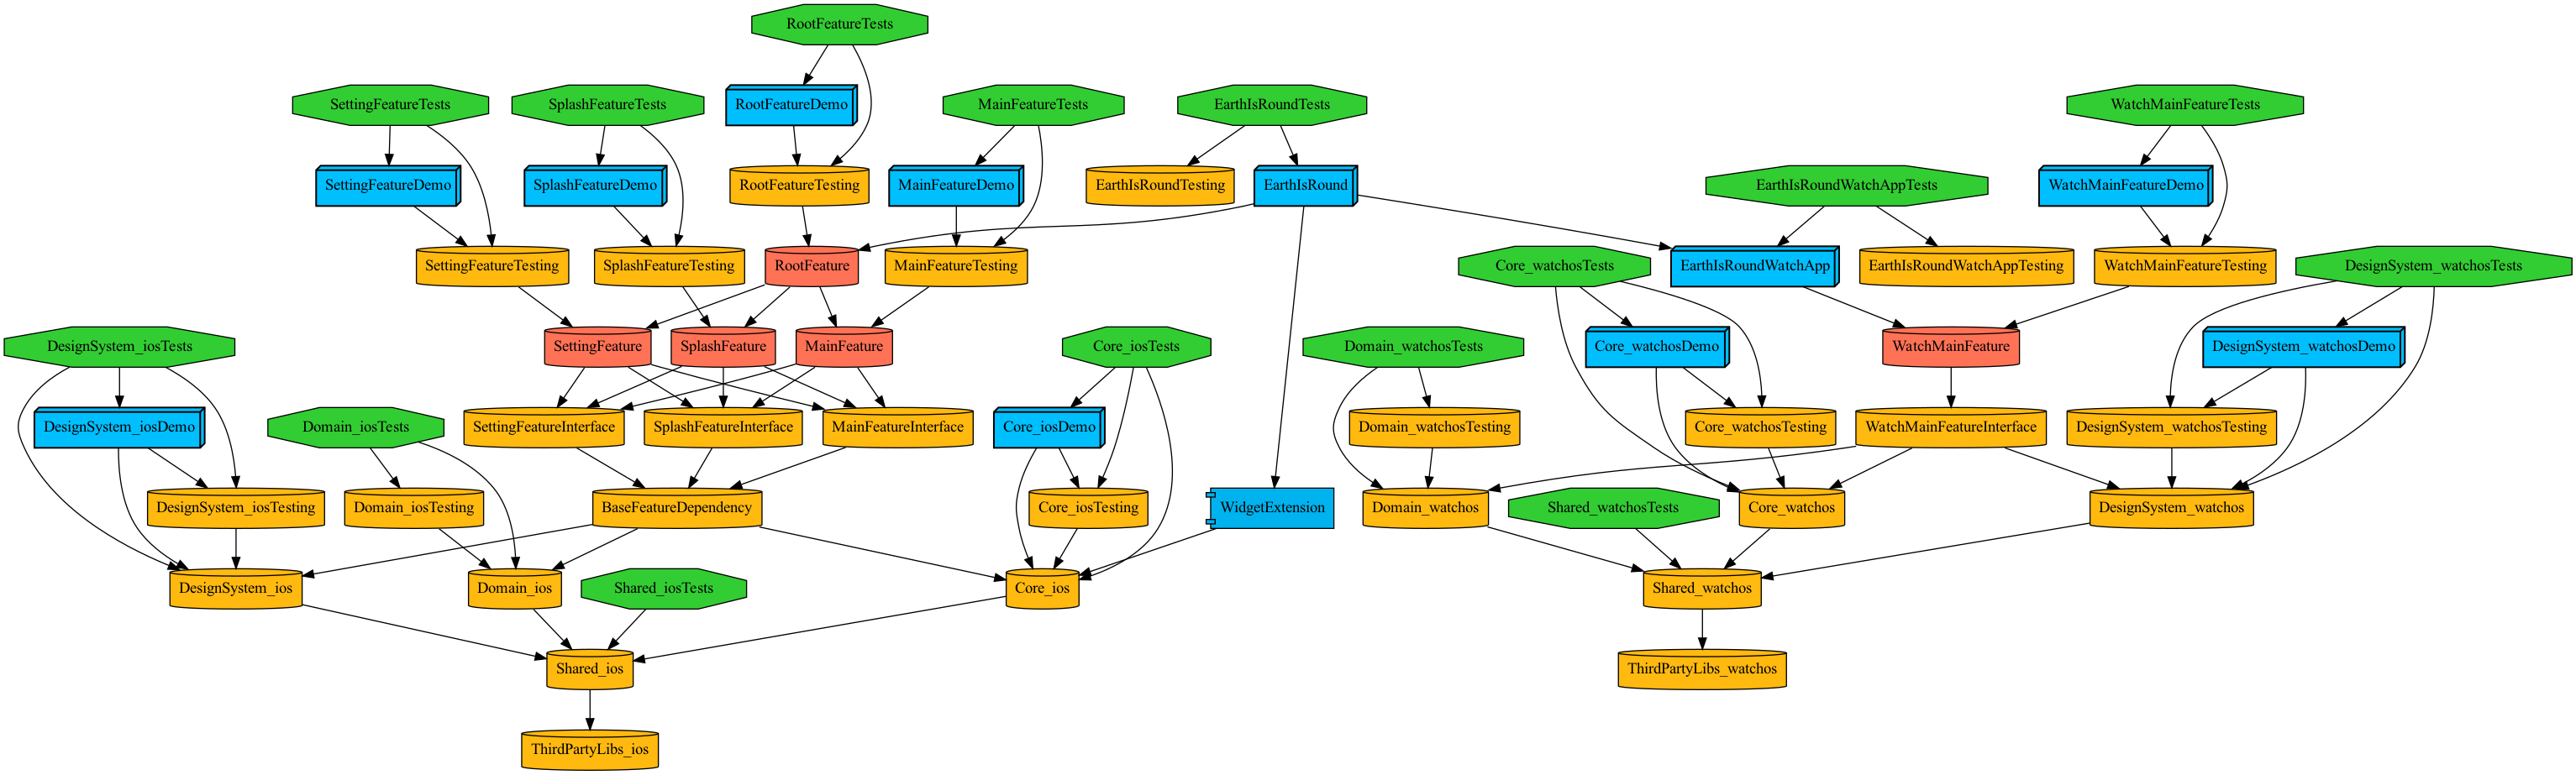 RootFeatureTests
SettingFeatureTests
SplashFeatureTests
RootFeatureDemo
MainFeatureTests
EarthIsRoundTests
WatchMainFeatureTests
SettingFeatureDemo
SplashFeatureDemo
RootFeatureTesting
MainFeatureDemo
EarthIsRoundTesting
EarthIsRound
EarthIsRoundWatchAppTests
WatchMainFeatureDemo
SettingFeatureTesting
SplashFeatureTesting
RootFeature
MainFeatureTesting
Core_watchosTests
EarthIsRoundWatchApp
EarthIsRoundWatchAppTesting
WatchMainFeatureTesting
DesignSystem_watchosTests
DesignSystem_iosTests
SettingFeature
SplashFeature
MainFeature
Core_iosTests
Domain_watchosTests
Core_watchosDemo
WatchMainFeature
DesignSystem_watchosDemo
DesignSystem_iosDemo
Domain_iosTests
SettingFeatureInterface
SplashFeatureInterface
MainFeatureInterface
Core_iosDemo
Domain_watchosTesting
Core_watchosTesting
WatchMainFeatureInterface
DesignSystem_watchosTesting
DesignSystem_iosTesting
Domain_iosTesting
BaseFeatureDependency
Core_iosTesting
WidgetExtension
Domain_watchos
Shared_watchosTests
Core_watchos
DesignSystem_watchos
DesignSystem_ios
Domain_ios
Shared_iosTests
Core_ios
Shared_watchos
Shared_ios
ThirdPartyLibs_watchos
ThirdPartyLibs_ios